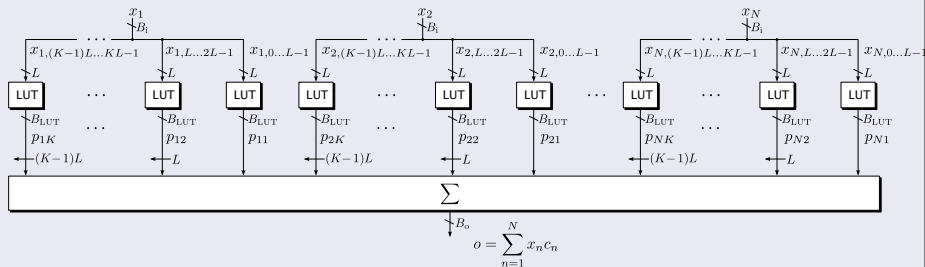 x_1 x_2 x_N
B_i B_i B_i
... ... ...
x_{1,(K-1)L...KL-1} x_{1,L...2L-1} x_{1,0...L-1} x_{2,(K-1)L...KL-1} x_{2,L...2L-1} x_{2,0...L-1} x_{N,(K-1)L...KL-1} x_{N,L...2L-1} x_{N,0...L-1}
L L L L L L L L L
LUT ... LUT LUT LUT ... LUT LUT ... LUT ... LUT LUT
B_LUT B_LUT B_LUT B_LUT B_LUT B_LUT B_LUT B_LUT B_LUT
... ... ...
p_{1K} p_{12} p_{11} p_{2K} p_{22} p_{21} p_{NK} p_{N2} p_{N1}
(K-1)L L (K-1)L L (K-1)L L
∑
B_o
o = \sum_{n=1}^{N} x_n c_n